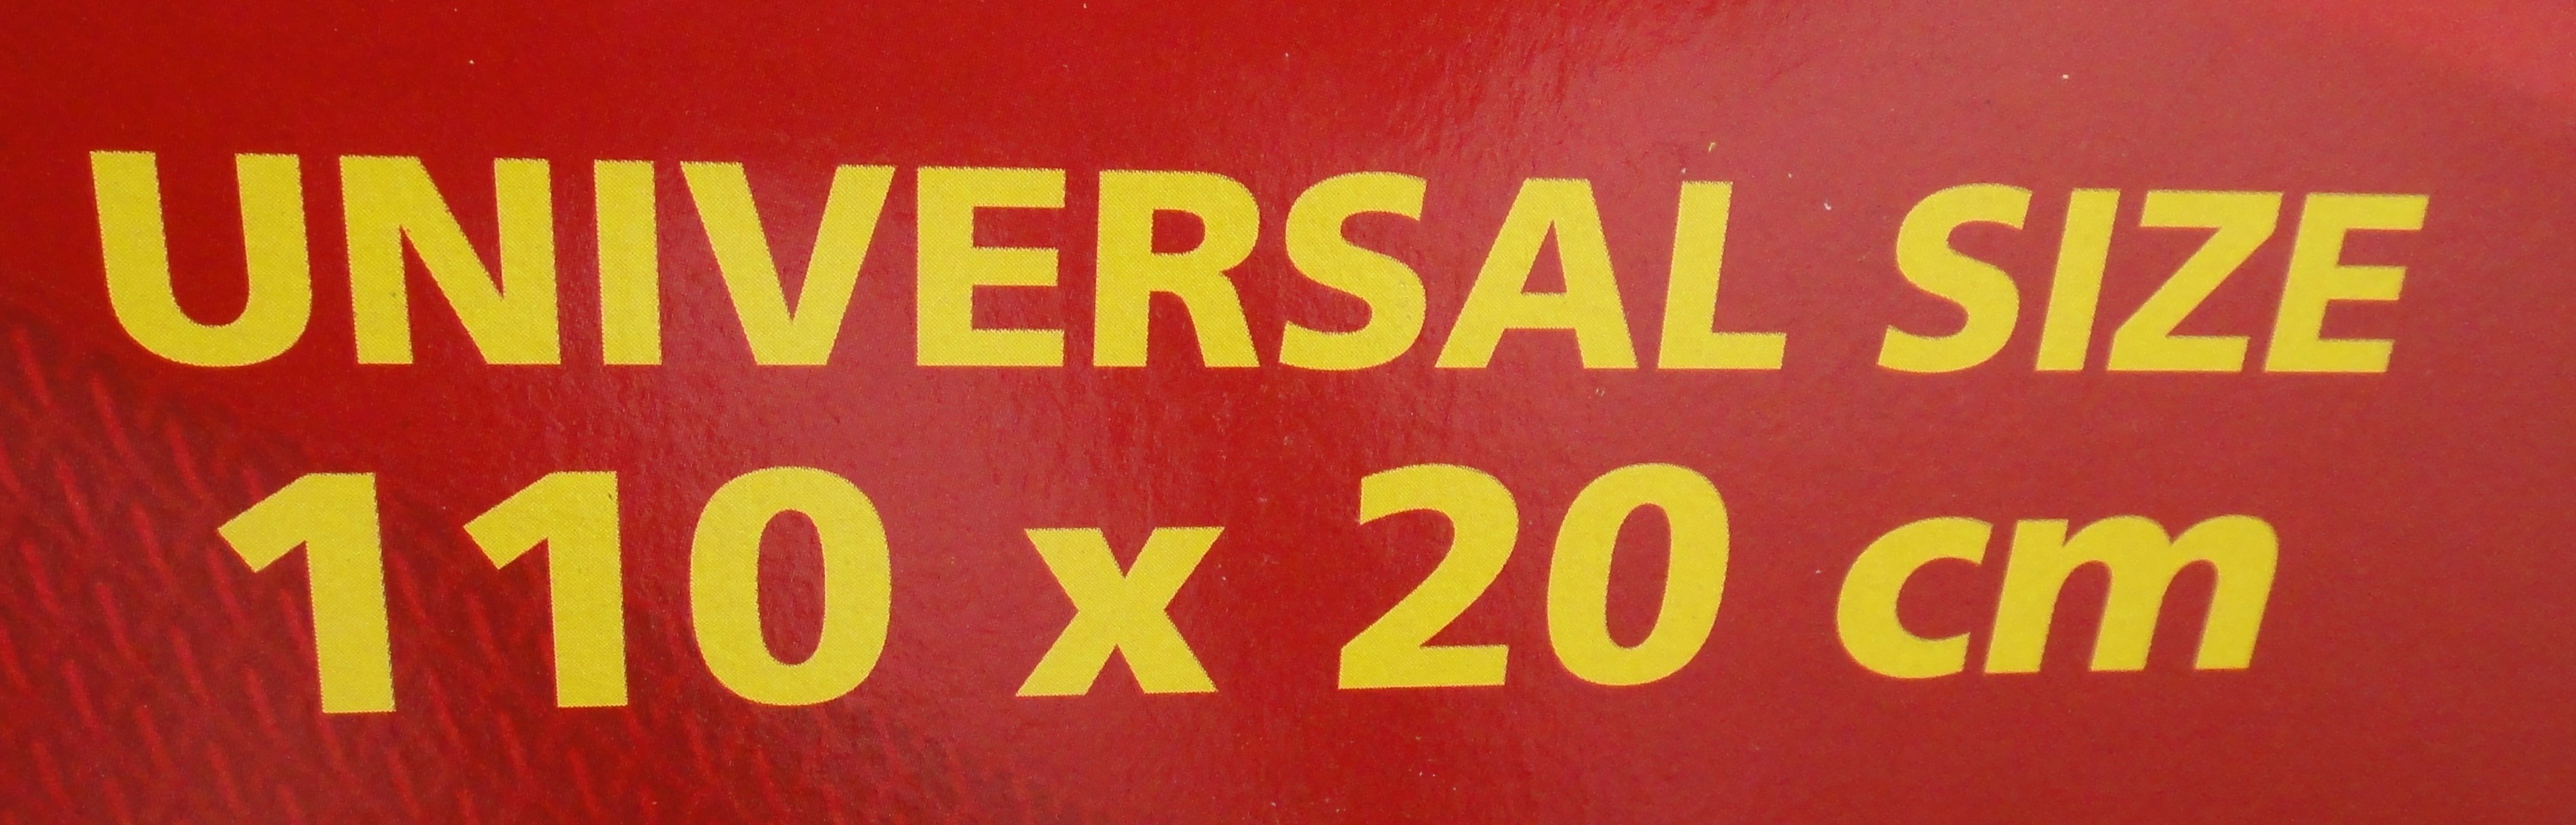 UNIVERSAL SIZE
110 x 20 cm